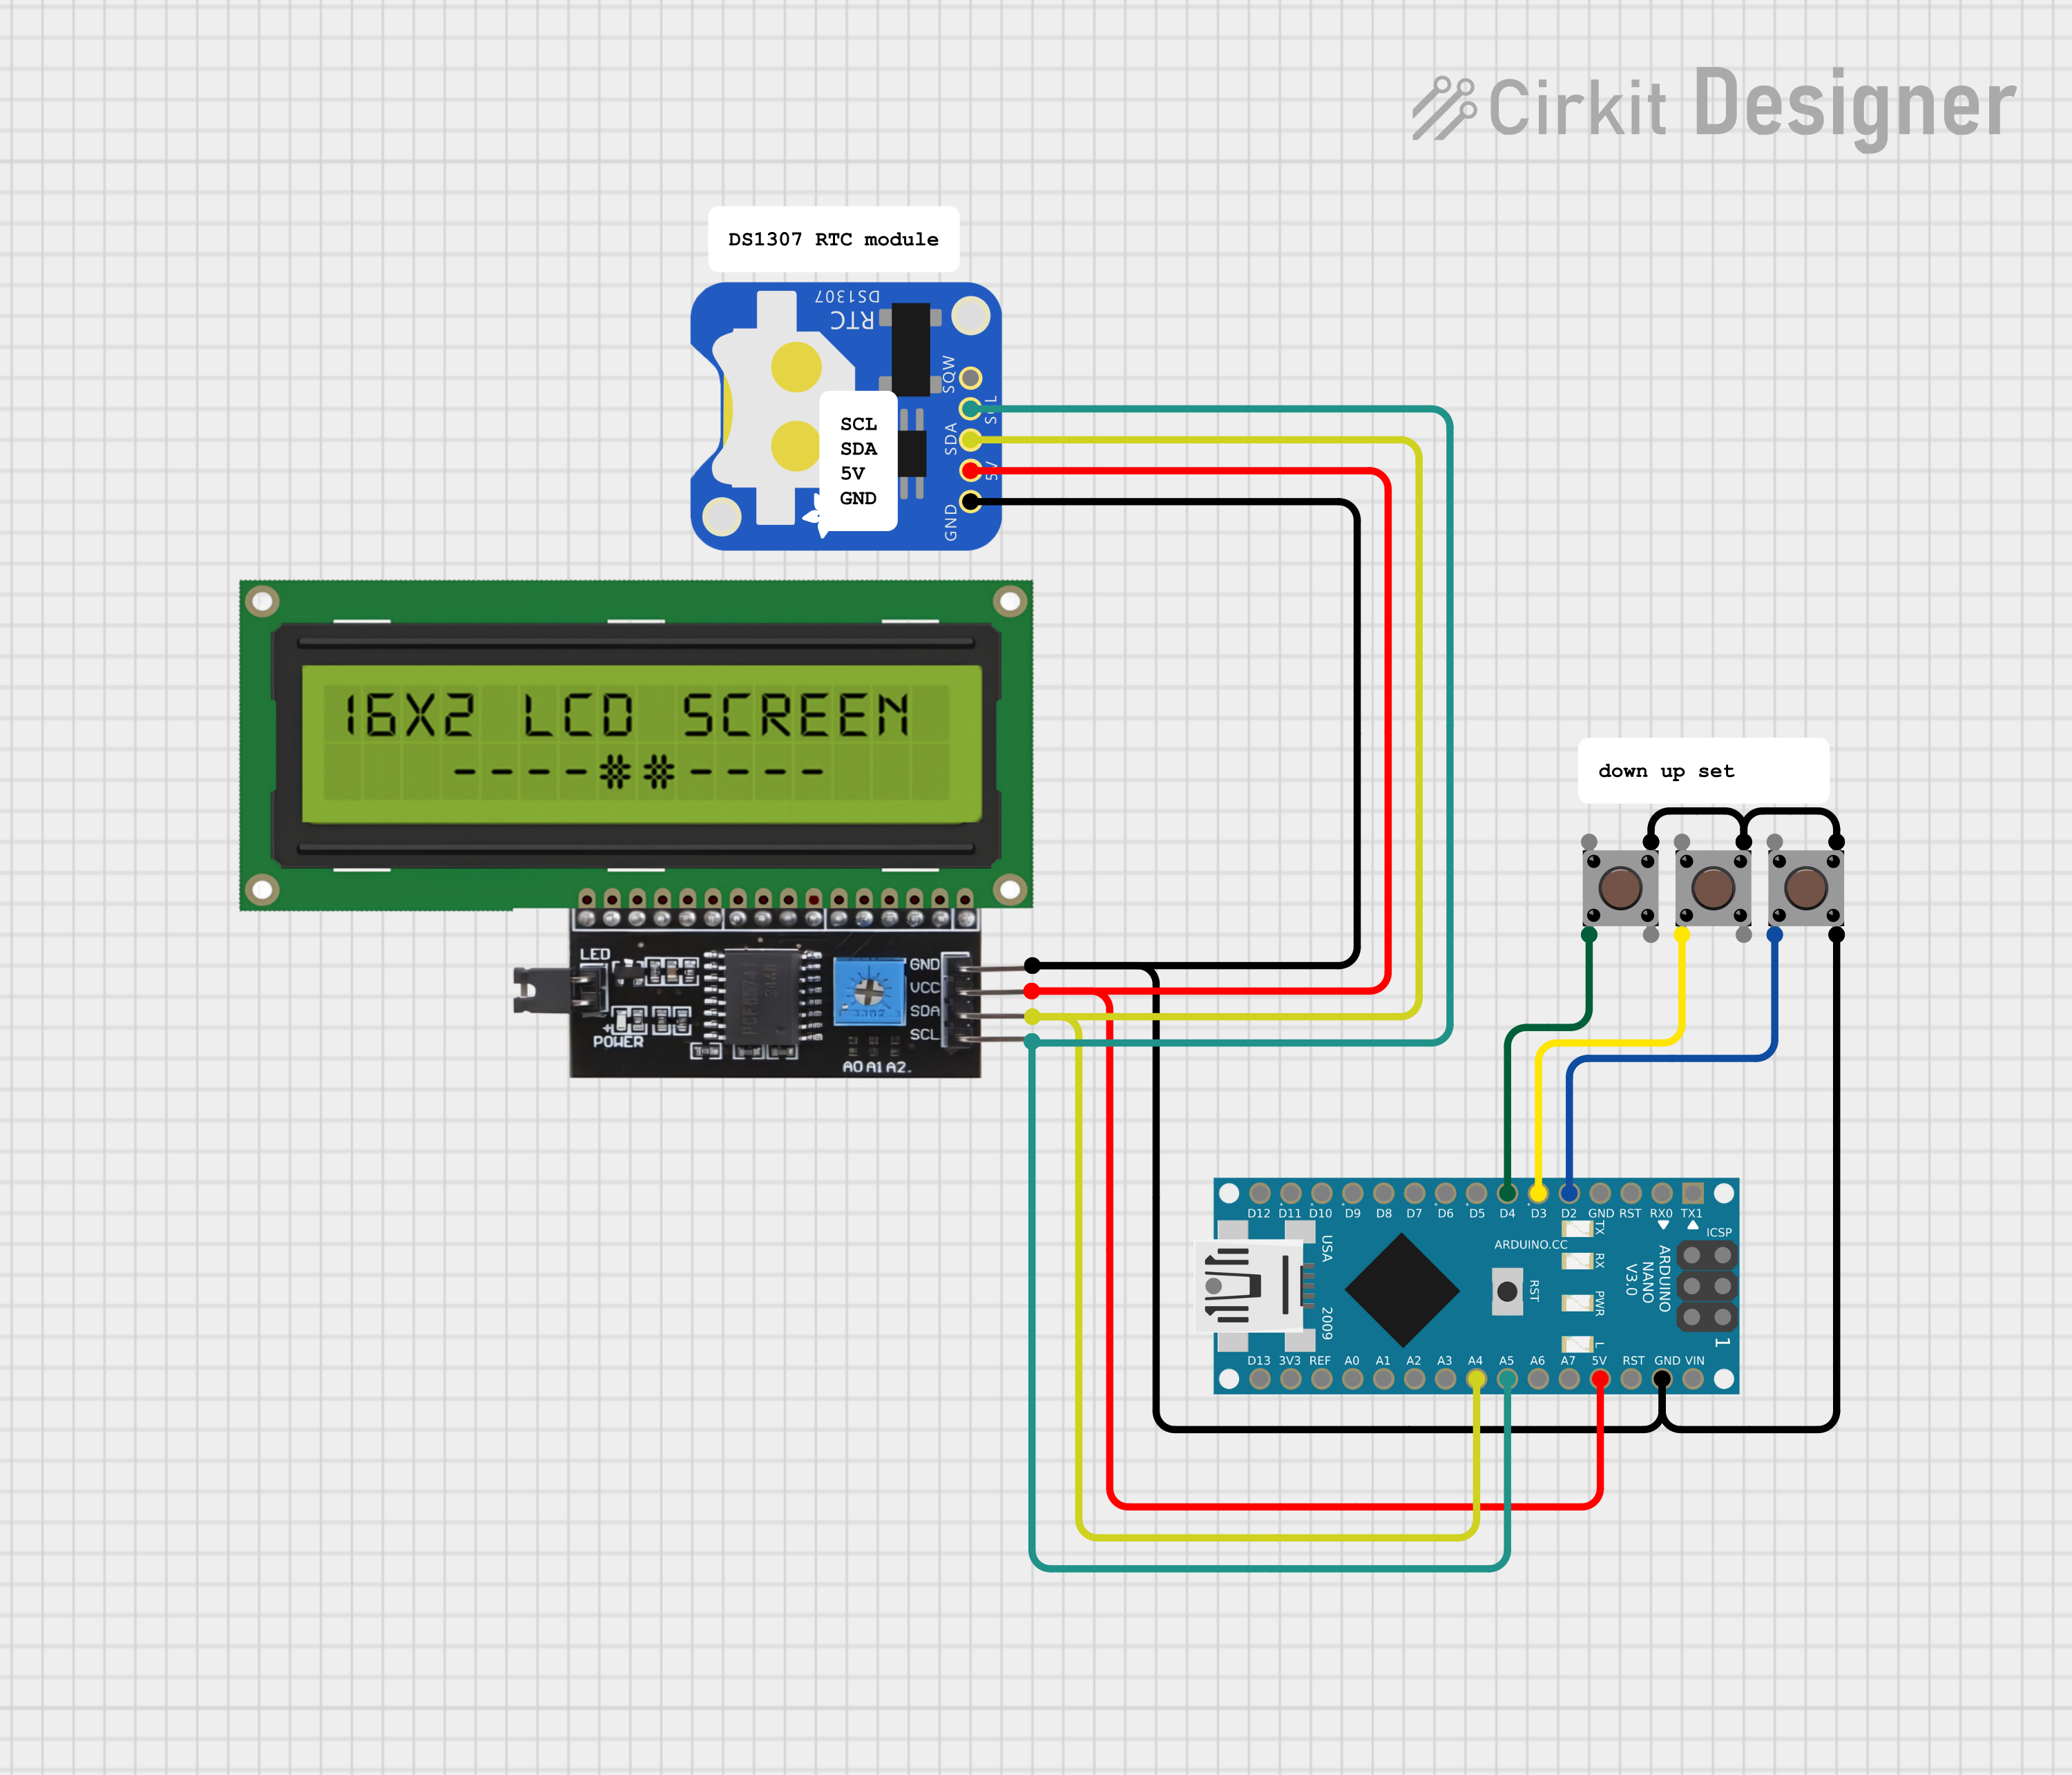 Cirkit Designer
DS1307 RTC module
DS1307
RTC
SQW
SCL
SDA
5V
GND
SCL
SDA
5V
GND
16X2 LCD SCREEN
----##----
down up set
LED
POWER
GND
VCC
SDA
SCL
A0 A1 A2
D12 D11 D10 D9 D8 D7 D6 D5 D4 D3 D2 GND RST RX0 TX1
TX
RX
PWR
L
ICSP
ARDUINO.CC
USA
2009
RST
ARDUINO
NANO
V3.0
1
D13 3V3 REF A0 A1 A2 A3 A4 A5 A6 A7 5V RST GND VIN